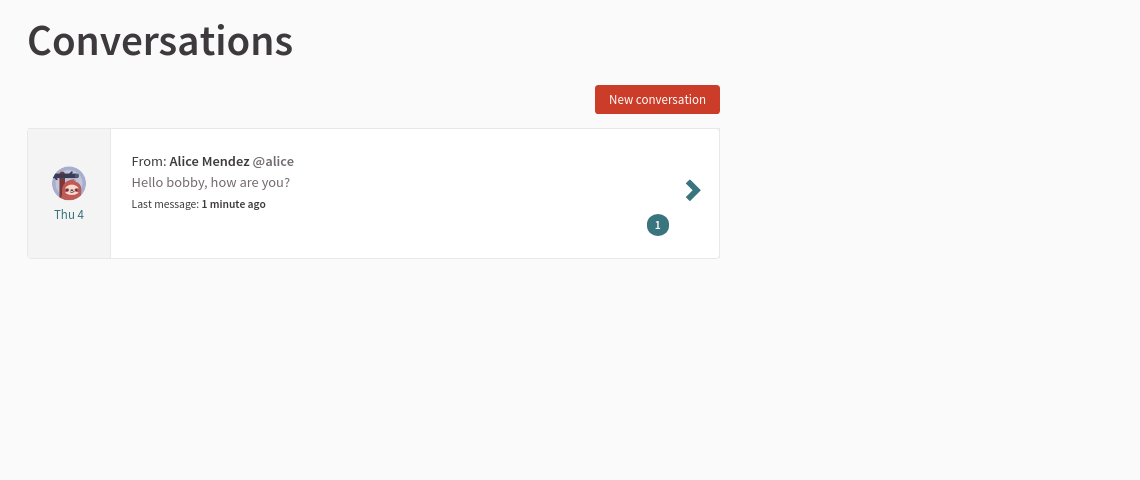 Conversations
New conversation
From: Alice Mendez @alice
Hello bobby, how are you?
Last message: 1 minute ago
Thu 4
1